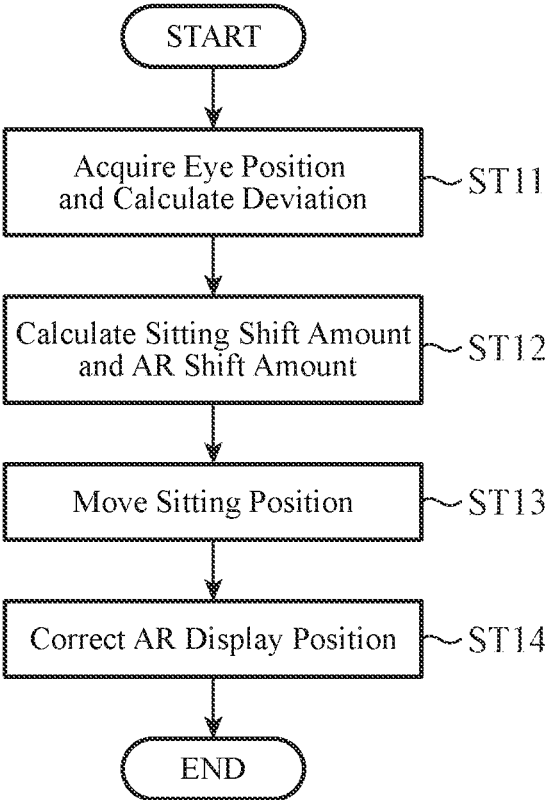 START
Acquire Eye Position
and Calculate Deviation
ST11
Calculate Sitting Shift Amount
and AR Shift Amount
ST12
Move Sitting Position
ST13
Correct AR Display Position
ST14
END